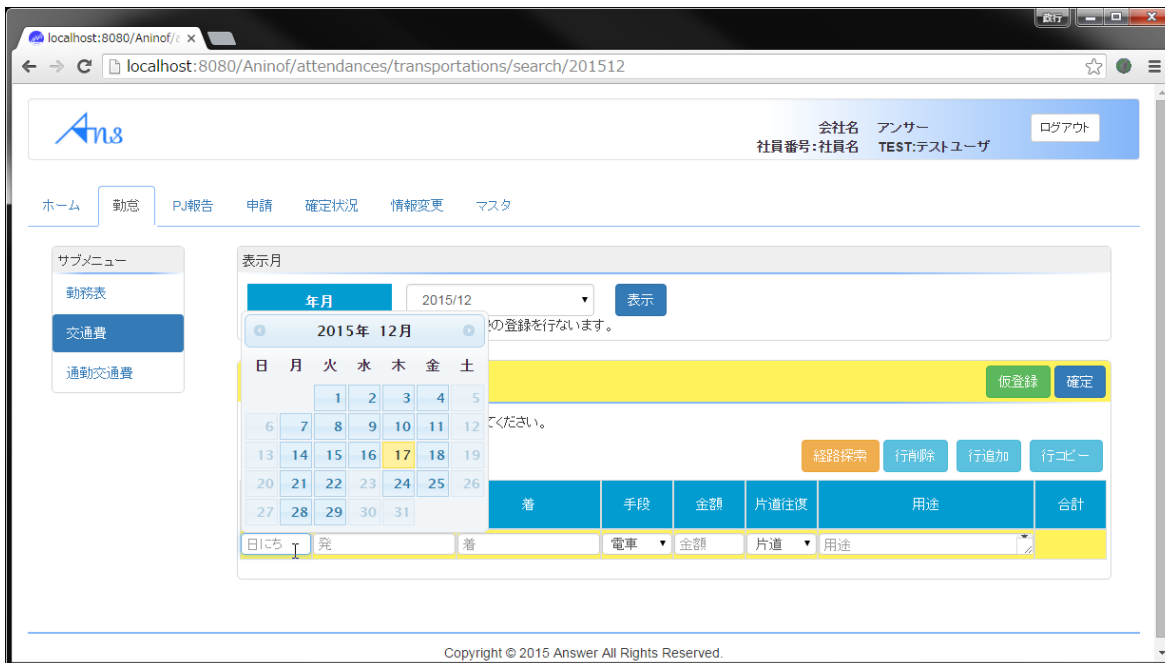 政行
localhost:8080/Aninof/a
localhost:8080/Aninof/attendances/transportations/search/201512
Ans
会社名 アンサー
社員番号:社員名 TEST:テストユーザ
ログアウト
ホーム 勤怠 PJ報告 申請 確定状況 情報変更 マスタ
サブメニュー
勤務表
交通費
通勤交通費
表示月
年月 2015/12 表示
の登録を行ないます。
2015年 12月
日 月 火 水 木 金 土
1 2 3 4 5
6 7 8 9 10 11 12
13 14 15 16 17 18 19
20 21 22 23 24 25 26
27 28 29 30 31
仮登録 確定
てください。
経路探索 行削除 行追加 行コピー
着 手段 金額 片道往復 用途 合計
日にち 発 着 電車 金額 片道 用途
Copyright © 2015 Answer All Rights Reserved.